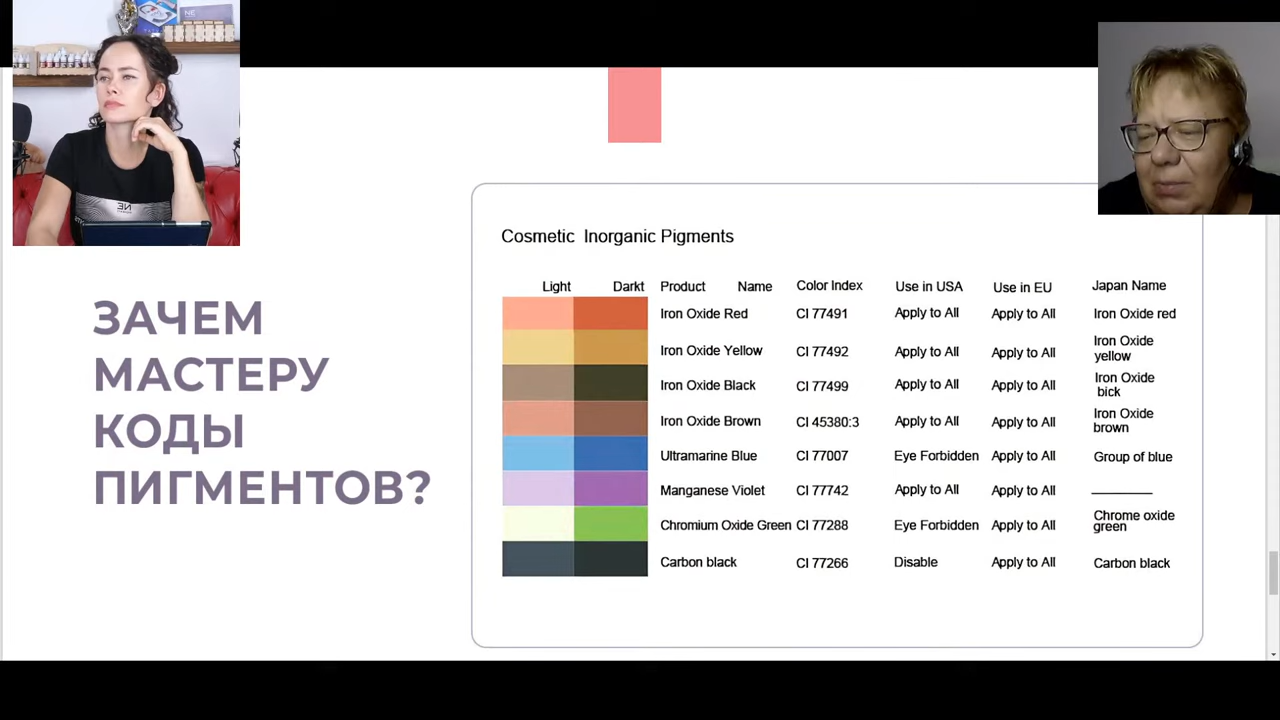 NE
ЗАЧЕМ
МАСТЕРУ
КОДЫ
ПИГМЕНТОВ?
Cosmetic Inorganic Pigments
Light Darkt Product Name Color Index Use in USA Use in EU Japan Name
Iron Oxide Red CI 77491 Apply to All Apply to All Iron Oxide red
Iron Oxide Yellow CI 77492 Apply to All Apply to All Iron Oxide yellow
Iron Oxide Black CI 77499 Apply to All Apply to All Iron Oxide bick
Iron Oxide Brown CI 45380:3 Apply to All Apply to All Iron Oxide brown
Ultramarine Blue CI 77007 Eye Forbidden Apply to All Group of blue
Manganese Violet CI 77742 Apply to All Apply to All
Chromium Oxide Green CI 77288 Eye Forbidden Apply to All Chrome oxide green
Carbon black CI 77266 Disable Apply to All Carbon black